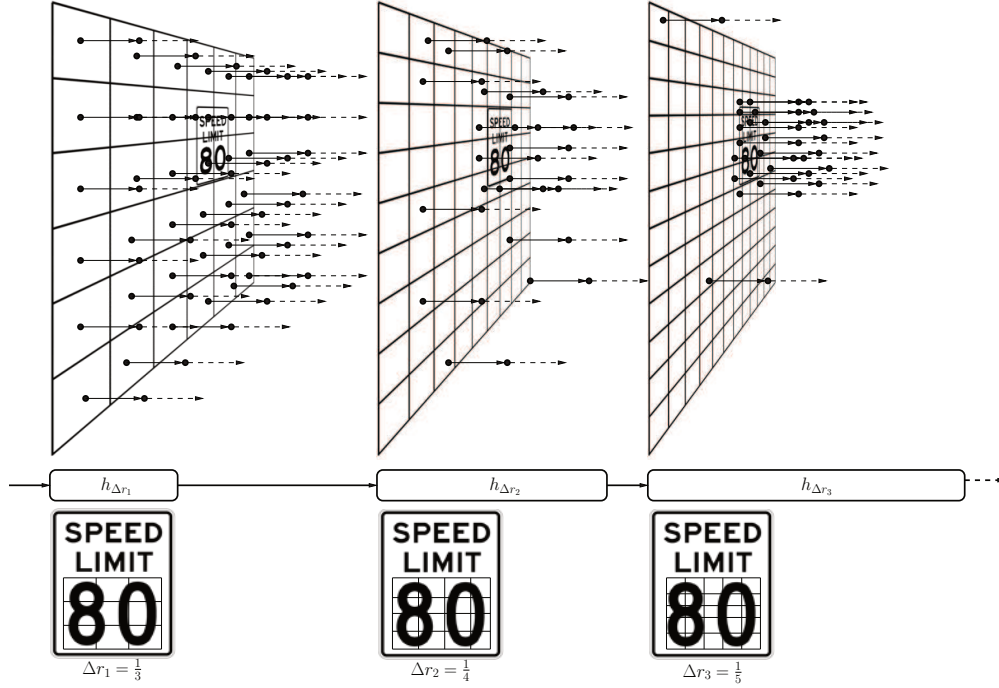 SPEED
LIMIT
80
SPEED
LIMIT
80
SPEED
LIMIT
80
h_{Δr_1}
h_{Δr_2}
h_{Δr_3}
SPEED
LIMIT
80
SPEED
LIMIT
80
SPEED
LIMIT
80
Δr_1 = 1/3
Δr_2 = 1/4
Δr_3 = 1/5